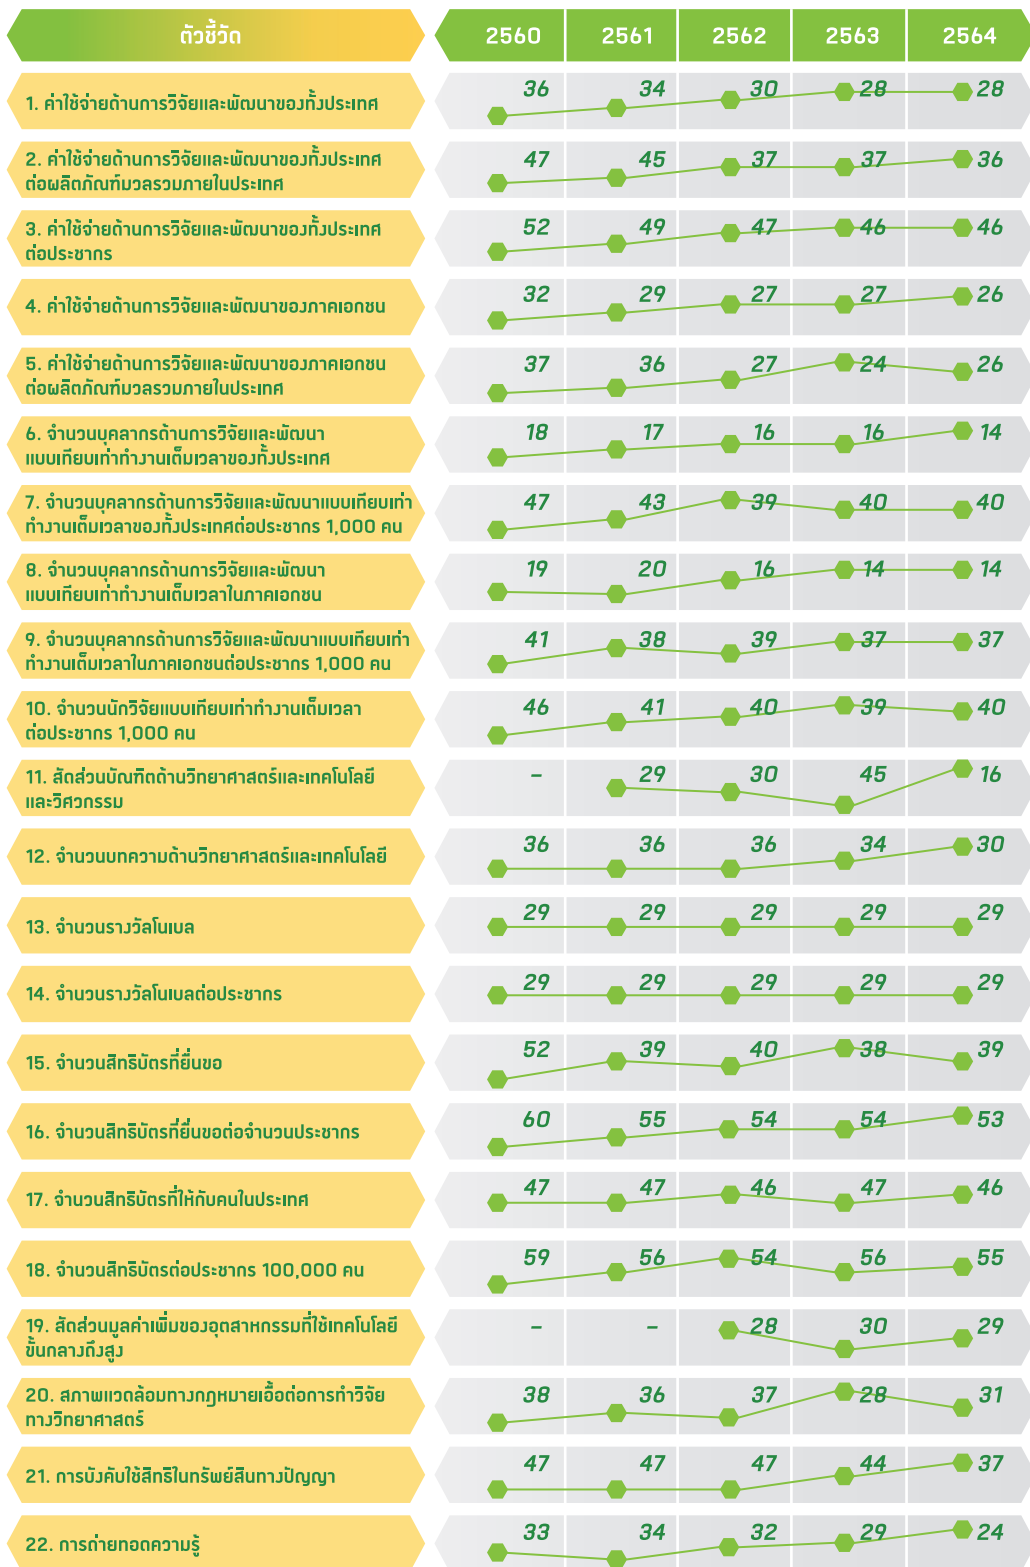 ตัวชี้วัด 2560 2561 2562 2563 2564
1. ค่าใช้จ่ายด้านการวิจัยและพัฒนาของทั้งประเทศ 36 34 30 28 28
2. ค่าใช้จ่ายด้านการวิจัยและพัฒนาของทั้งประเทศ
ต่อผลิตภัณฑ์มวลรวมภายในประเทศ 47 45 37 37 36
3. ค่าใช้จ่ายด้านการวิจัยและพัฒนาของทั้งประเทศ
ต่อประชากร 52 49 47 46 46
4. ค่าใช้จ่ายด้านการวิจัยและพัฒนาของภาคเอกชน 32 29 27 27 26
5. ค่าใช้จ่ายด้านการวิจัยและพัฒนาของภาคเอกชน
ต่อผลิตภัณฑ์มวลรวมภายในประเทศ 37 36 27 24 26
6. จำนวนบุคลากรด้านการวิจัยและพัฒนา
แบบเทียบเท่าทำงานเต็มเวลาของทั้งประเทศ 18 17 16 16 14
7. จำนวนบุคลากรด้านการวิจัยและพัฒนาแบบเทียบเท่า
ทำงานเต็มเวลาของทั้งประเทศต่อประชากร 1,000 คน 47 43 39 40 40
8. จำนวนบุคลากรด้านการวิจัยและพัฒนา
แบบเทียบเท่าทำงานเต็มเวลาในภาคเอกชน 19 20 16 14 14
9. จำนวนบุคลากรด้านการวิจัยและพัฒนาแบบเทียบเท่า
ทำงานเต็มเวลาในภาคเอกชนต่อประชากร 1,000 คน 41 38 39 37 37
10. จำนวนนักวิจัยแบบเทียบเท่าทำงานเต็มเวลา
ต่อประชากร 1,000 คน 46 41 40 39 40
11. สัดส่วนบัณฑิตด้านวิทยาศาสตร์และเทคโนโลยี
และวิศวกรรม – 29 30 45 16
12. จำนวนบทความด้านวิทยาศาสตร์และเทคโนโลยี 36 36 36 34 30
13. จำนวนรางวัลโนเบล 29 29 29 29 29
14. จำนวนรางวัลโนเบลต่อประชากร 29 29 29 29 29
15. จำนวนสิทธิบัตรที่ยื่นขอ 52 39 40 38 39
16. จำนวนสิทธิบัตรที่ยื่นขอต่อจำนวนประชากร 60 55 54 54 53
17. จำนวนสิทธิบัตรที่ให้กับคนในประเทศ 47 47 46 47 46
18. จำนวนสิทธิบัตรต่อประชากร 100,000 คน 59 56 54 56 55
19. สัดส่วนมูลค่าเพิ่มของอุตสาหกรรมที่ใช้เทคโนโลยี
ขั้นกลางถึงสูง – – 28 30 29
20. สภาพแวดล้อมทางกฎหมายเอื้อต่อการทำวิจัย
ทางวิทยาศาสตร์ 38 36 37 28 31
21. การบังคับใช้สิทธิในทรัพย์สินทางปัญญา 47 47 47 44 37
22. การถ่ายทอดความรู้ 33 34 32 29 24